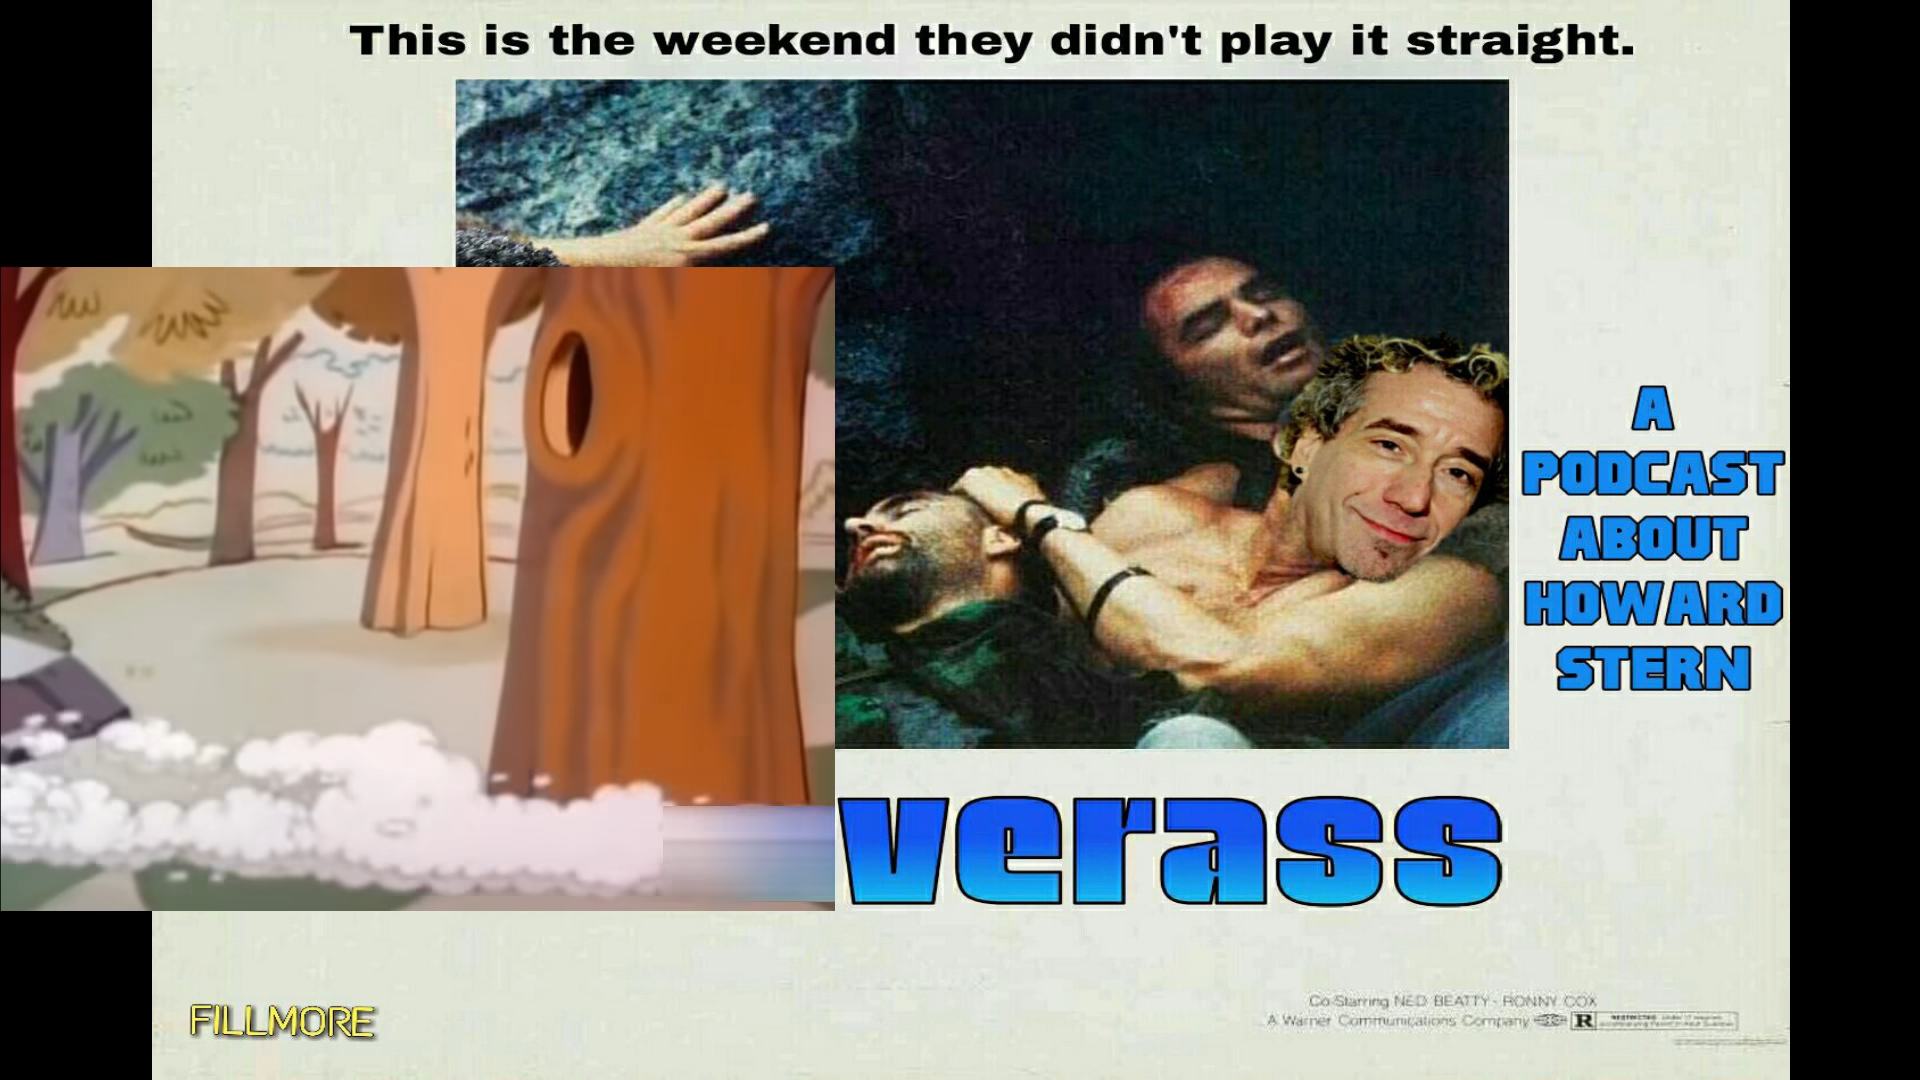 This is the weekend they didn't play it straight.
A
PODCAST
ABOUT
HOWARD
STERN
verass
FILLMORE
Co-Starring NED BEATTY · RONNY COX
A Warner Communications Company
R
RESTRICTED